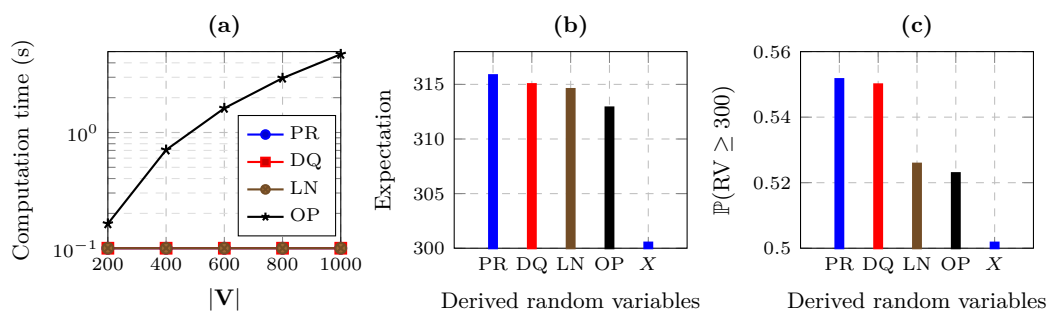 (a)
Computation time (s)
10^0
10^−1
200 400 600 800 1000
|V|
PR
DQ
LN
OP
(b)
Expectation
315
310
305
300
PR DQ LN OP X
Derived random variables
(c)
ℙ(RV ≥ 300)
0.56
0.54
0.52
0.5
PR DQ LN OP X
Derived random variables